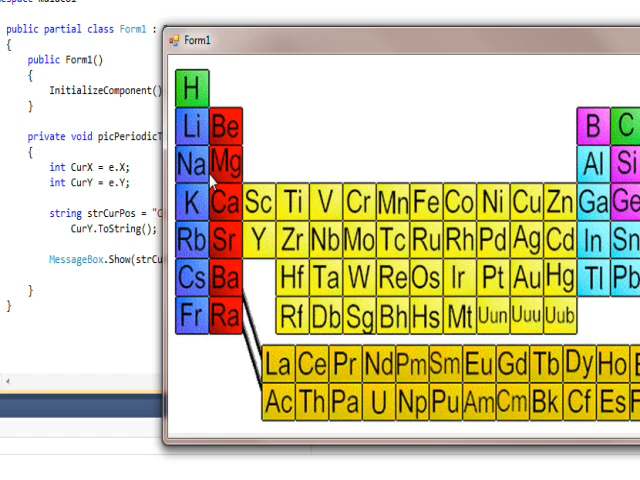 public partial class Form1 :
{
public Form1()
{
InitializeComponent()
}
private void picPeriodicT
{
int CurX = e.X;
int CurY = e.Y;
string strCurPos =
CurY.ToString();
MessageBox.Show(
}
}
Form1
H
Li Be B C
Na Mg Al Si
K Ca Sc Ti V Cr Mn Fe Co Ni Cu Zn Ga Ge
Rb Sr Y Zr Nb Mo Tc Ru Rh Pd Ag Cd In Sn
Cs Ba Hf Ta W Re Os Ir Pt Au Hg Tl Pb
Fr Ra Rf Db Sg Bh Hs Mt Uun Uuu Uub
La Ce Pr Nd Pm Sm Eu Gd Tb Dy Ho
Ac Th Pa U Np Pu Am Cm Bk Cf Es